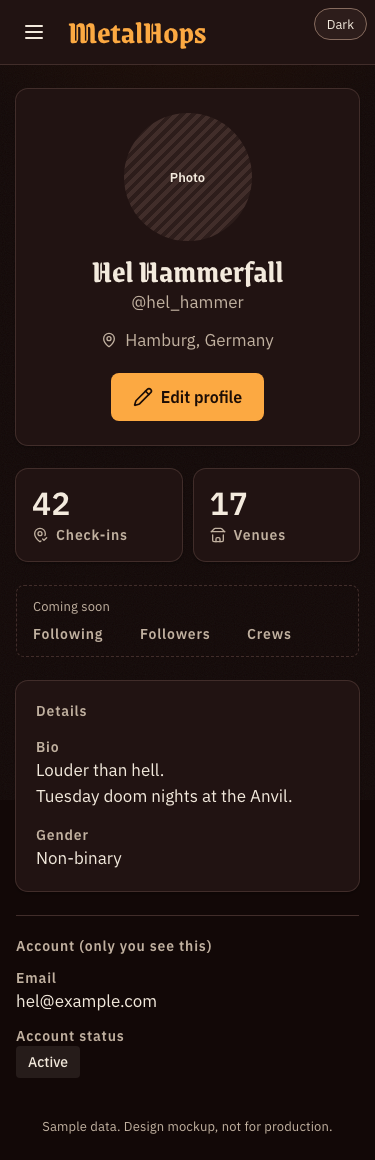 MetalHops
Dark
Photo
Hel Hammerfall
@hel_hammer
Hamburg, Germany
Edit profile
42
Check-ins
17
Venues
Coming soon
Following Followers Crews
Details
Bio
Louder than hell.
Tuesday doom nights at the Anvil.
Gender
Non-binary
Account (only you see this)
Email
hel@example.com
Account status
Active
Sample data. Design mockup, not for production.